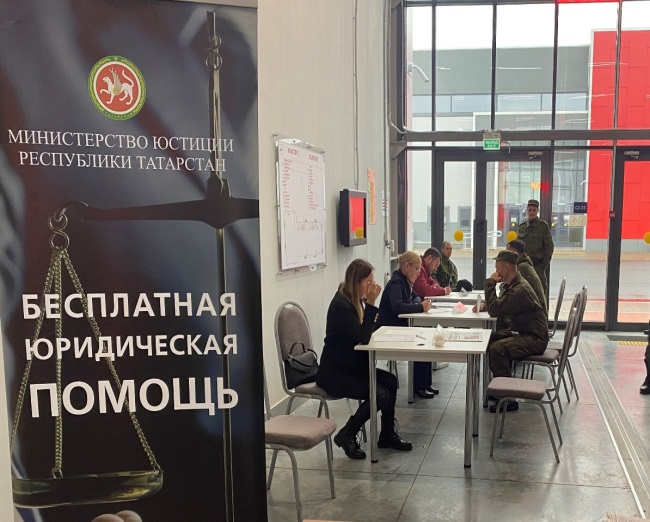 МИНИСТЕРСТВО ЮСТИЦИИ
РЕСПУБЛИКИ ТАТАРСТАН
БЕСПЛАТНАЯ
ЮРИДИЧЕСКАЯ
ПОМОЩЬ